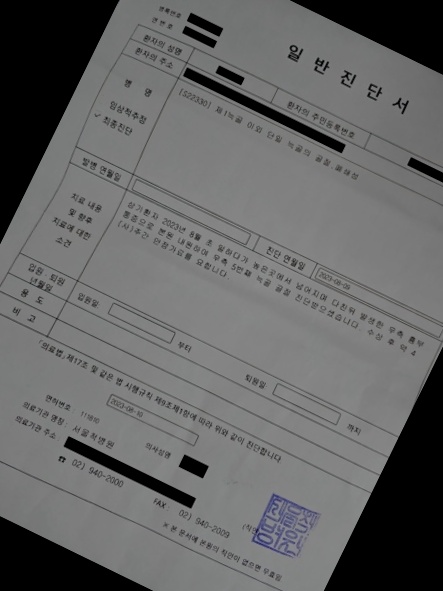 등록번호
연 번 호
일 반 진 단 서
환자의 성명
환자의 주민등록번호
환자의 주소
병 명
임상적추정
✓ 최종진단
[S22330] 제1늑골 이외 단일 늑골의 골절, 폐쇄성
발병 연월일
진단 연월일
2023-08-09
치료 내용
및 향후
치료에 대한
소견
상기환자 2023년 8월 초 일하다가 높은곳에서 넘어지며 다친뒤 발생한 우측 흉부
통증으로 본원 내원하여 우측 5번째 늑골 골절 진단받으셨습니다. 수상 후 약 4
(사)주간 안정가료를 요합니다.
입원 · 퇴원
년월일
입원일
부터
퇴원일
까지
용 도
비 고
「의료법」 제17조 및 같은 법 시행규칙 제9조제1항에 따라 위와 같이 진단합니다.
2023-08-10
면허번호 :
의사성명
의료기관 명칭 : 서울척병원
의료기관 주소 :
☎ 02) 940-2000
FAX : 02) 940-2009
※ 본 문서에 본원의 직인이 없으면 무효임